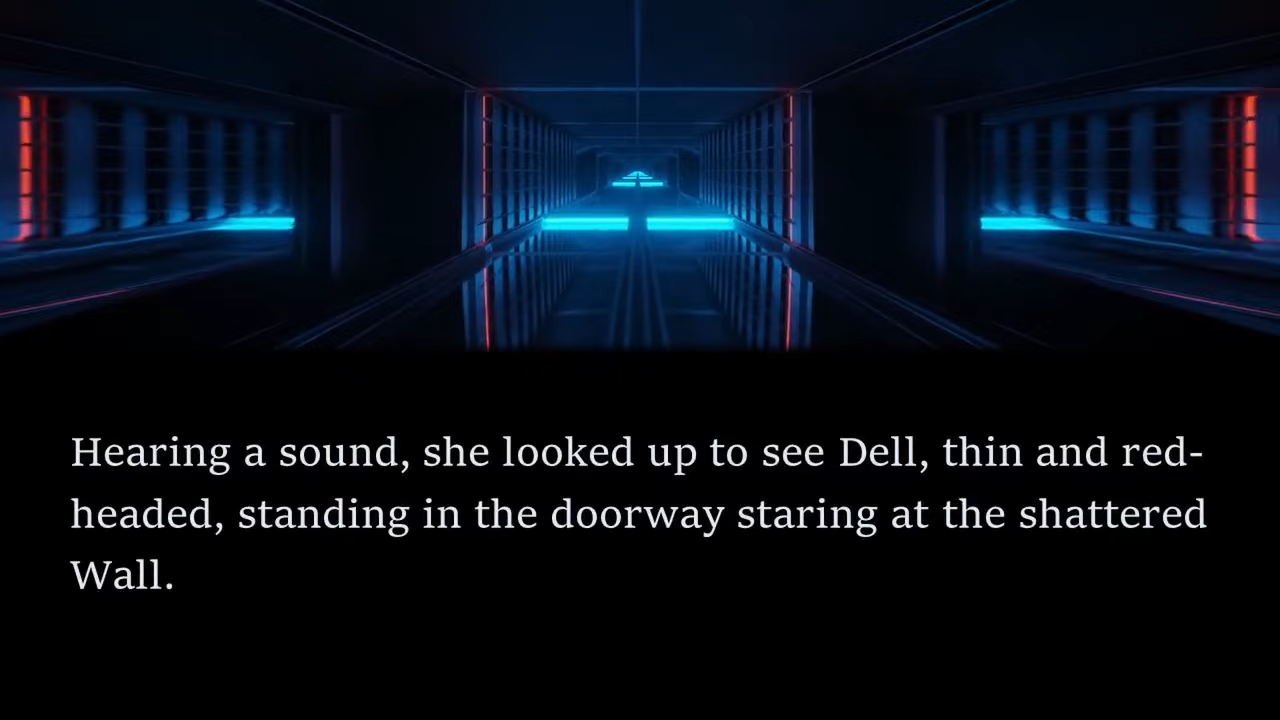 Hearing a sound, she looked up to see Dell, thin and red-
headed, standing in the doorway staring at the shattered
Wall.